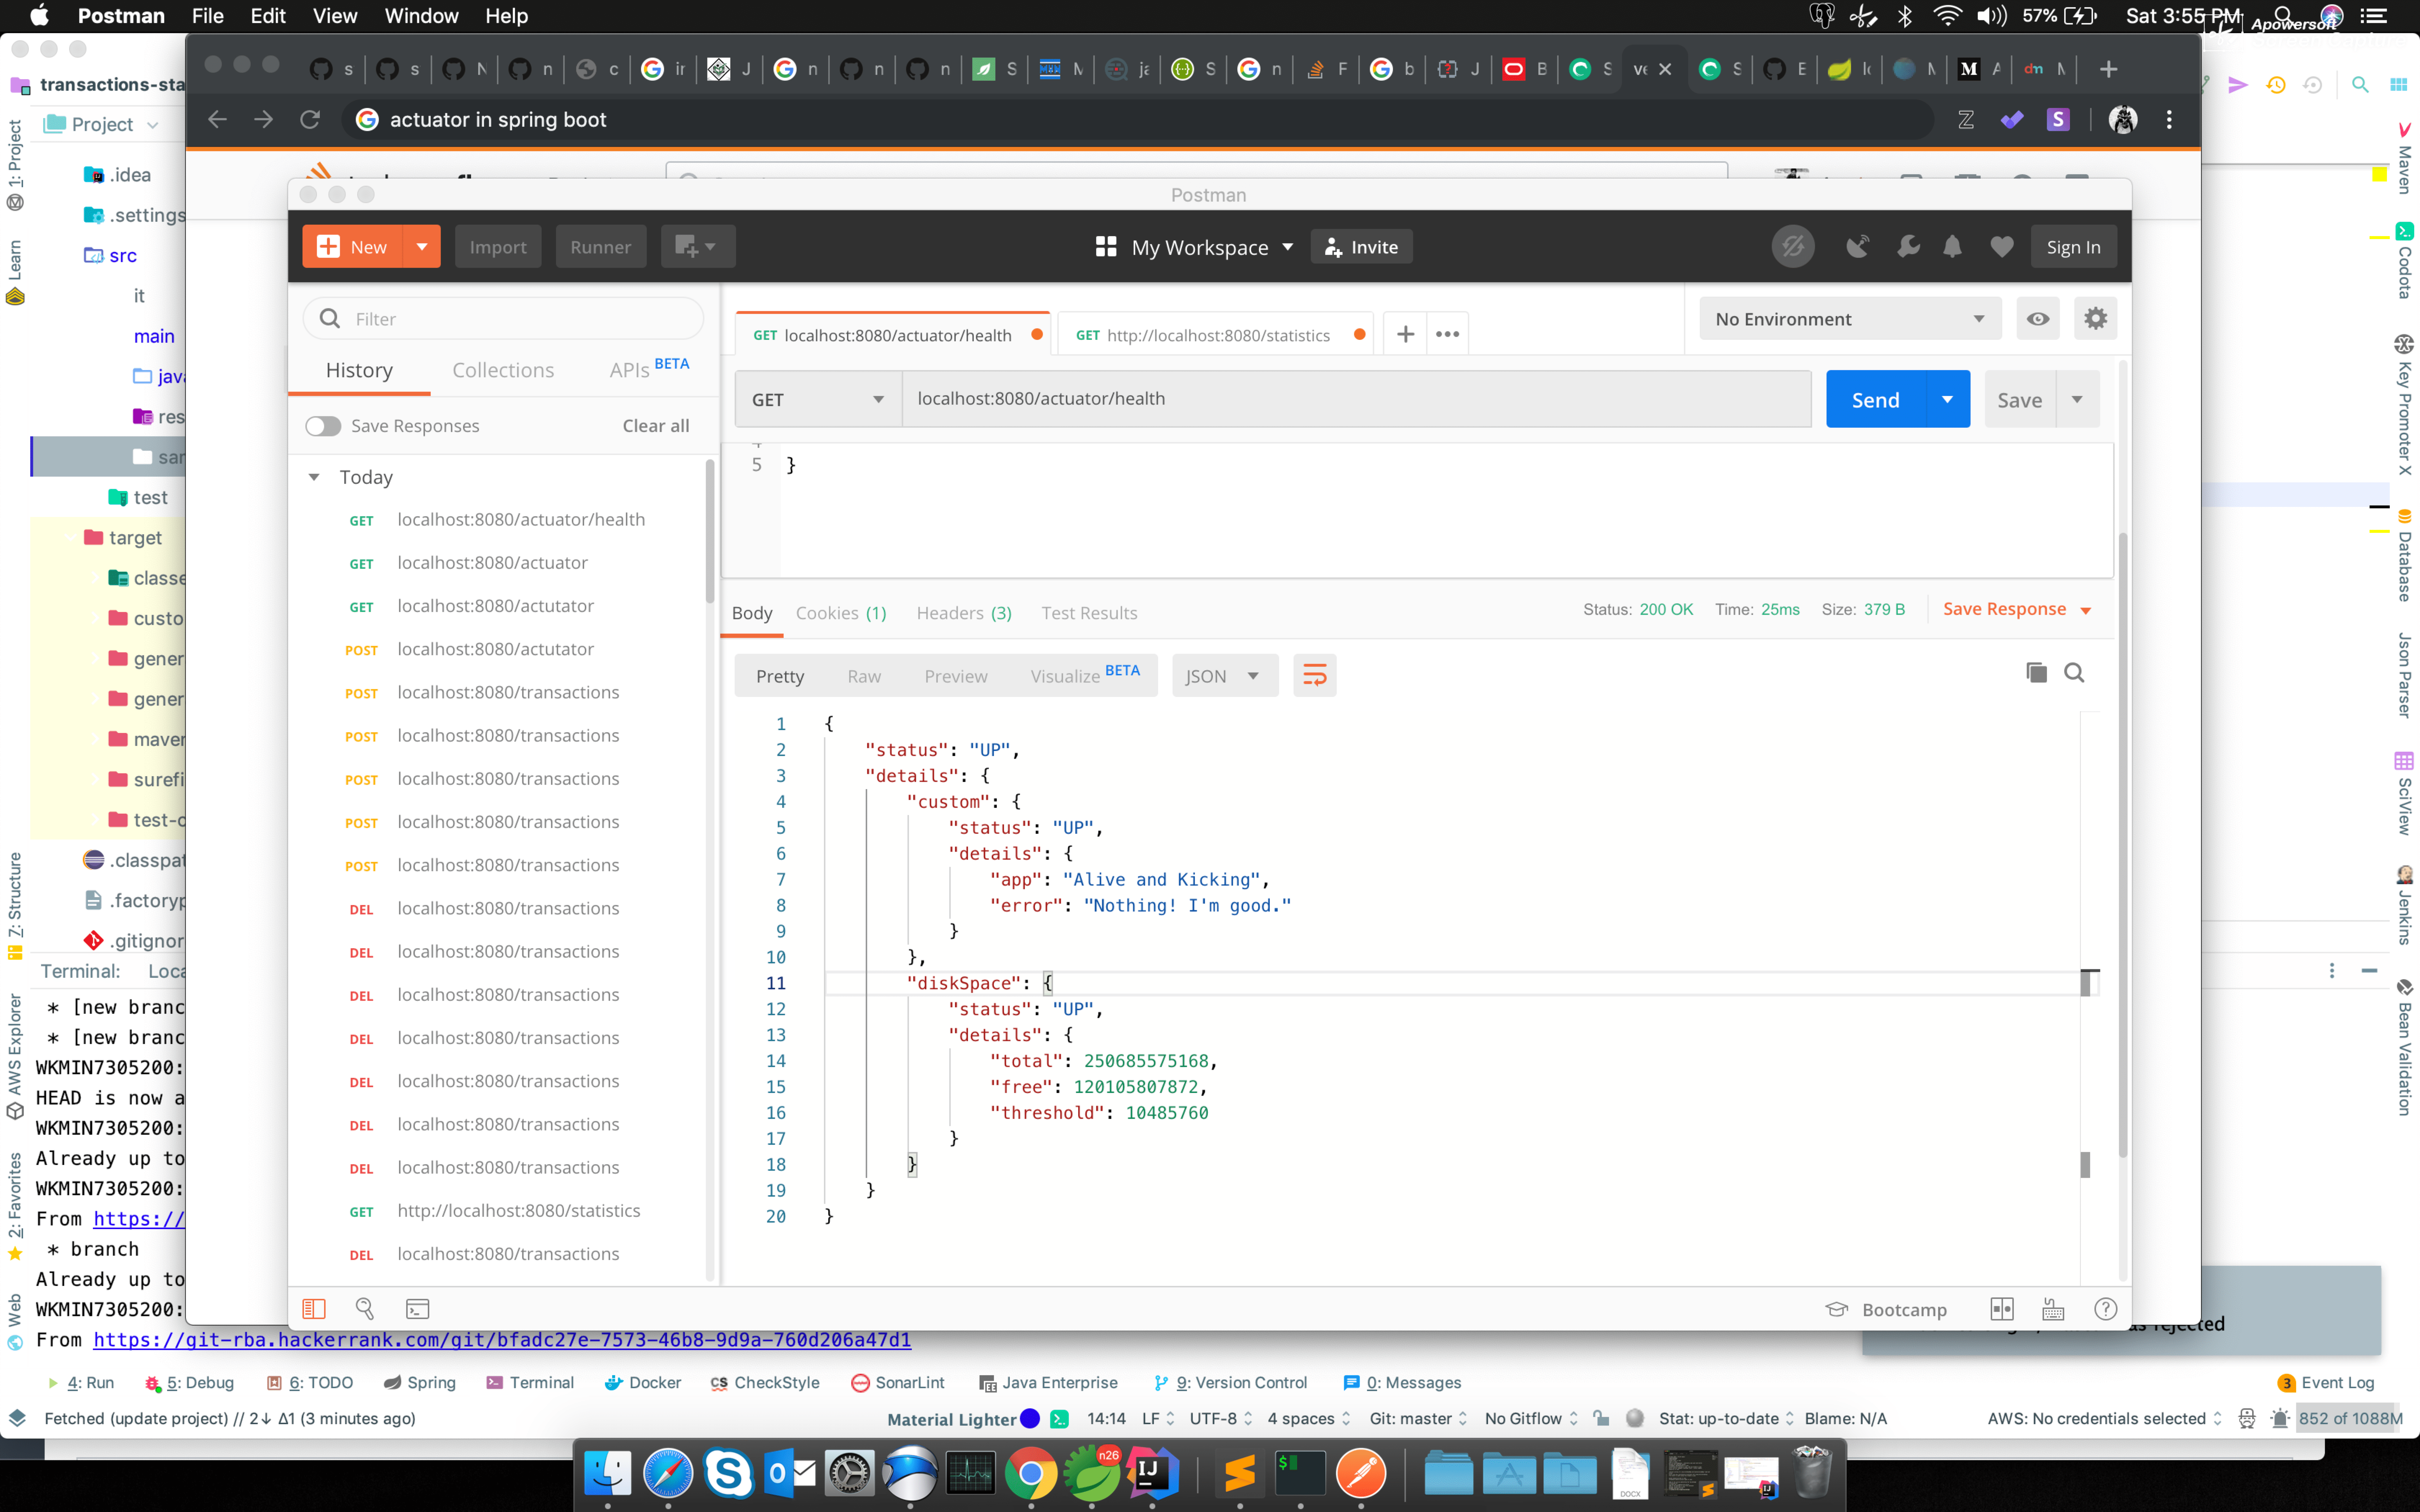 Postman File Edit View Window Help 57% Sat 3:55 PM
Apowersoft
transactions-sta
actuator in spring boot
Project
.idea
.settings
src
it
main
java
res
test
target
classe
custo
gener
gener
maver
surefi
test-c
.classpat
.factoryp
.gitignor
1: Project
Learn
Z: Structure
AWS Explorer
2: Favorites
Web
Maven
Codota
Key Promoter X
Database
Json Parser
SciView
Jenkins
Bean Validation
Postman
New Import Runner My Workspace Invite Sign In
Filter
History Collections APIs BETA
Save Responses Clear all
Today
GET localhost:8080/actuator/health
GET localhost:8080/actuator
GET localhost:8080/actutator
POST localhost:8080/actutator
POST localhost:8080/transactions
POST localhost:8080/transactions
POST localhost:8080/transactions
POST localhost:8080/transactions
POST localhost:8080/transactions
DEL localhost:8080/transactions
DEL localhost:8080/transactions
DEL localhost:8080/transactions
DEL localhost:8080/transactions
DEL localhost:8080/transactions
DEL localhost:8080/transactions
DEL localhost:8080/transactions
GET http://localhost:8080/statistics
DEL localhost:8080/transactions
GET localhost:8080/actuator/health GET http://localhost:8080/statistics
No Environment
GET localhost:8080/actuator/health Send Save
5 }
Body Cookies (1) Headers (3) Test Results Status: 200 OK Time: 25ms Size: 379 B Save Response
Pretty Raw Preview Visualize BETA JSON
1 {
2 "status": "UP",
3 "details": {
4 "custom": {
5 "status": "UP",
6 "details": {
7 "app": "Alive and Kicking",
8 "error": "Nothing! I'm good."
9 }
10 },
11 "diskSpace": {
12 "status": "UP",
13 "details": {
14 "total": 250685575168,
15 "free": 120105807872,
16 "threshold": 10485760
17 }
18 }
19 }
20 }
Bootcamp
Terminal: Loca
* [new branc
* [new branc
WKMIN7305200:
HEAD is now a
WKMIN7305200:
Already up to
WKMIN7305200:
From https://
* branch
Already up to
WKMIN7305200:
From https://git-rba.hackerrank.com/git/bfadc27e-7573-46b8-9d9a-760d206a47d1
rejected
4: Run 5: Debug 6: TODO Spring Terminal Docker CheckStyle SonarLint Java Enterprise 9: Version Control 0: Messages 3 Event Log
Fetched (update project) // 2↓ Δ1 (3 minutes ago) Material Lighter 14:14 LF UTF-8 4 spaces Git: master No Gitflow Stat: up-to-date Blame: N/A AWS: No credentials selected 852 of 1088M
n26
IJ
DOCX